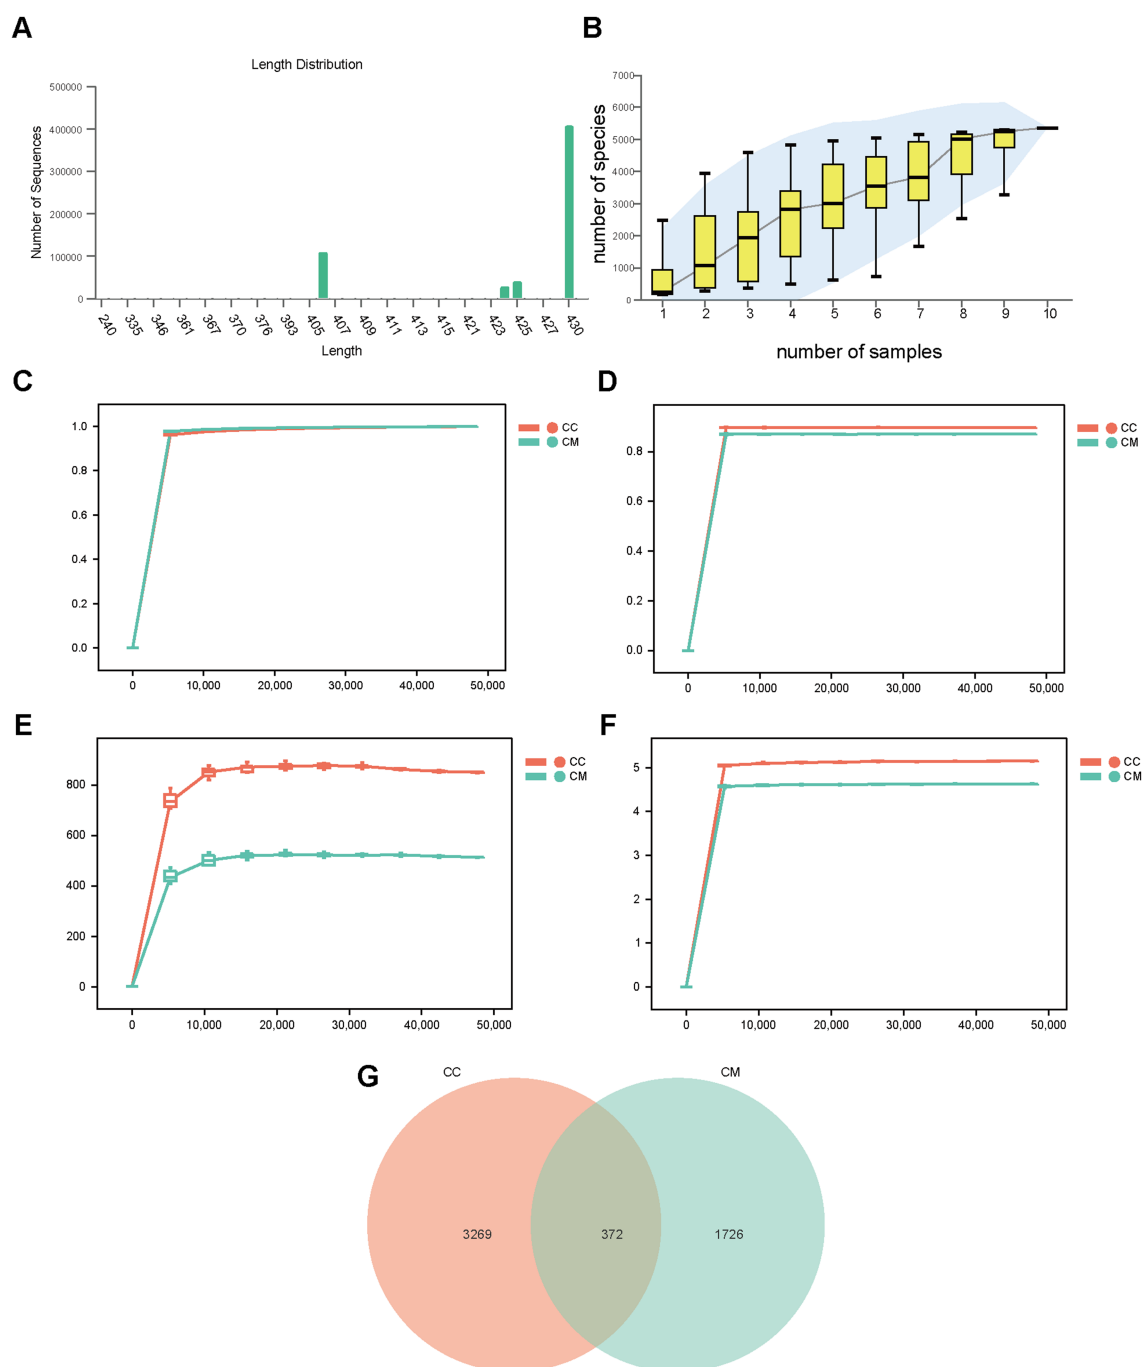 A
Length Distribution
Number of Sequences
500000
400000
300000
200000
100000
0
240 335 346 361 367 370 376 393 405 407 409 411 413 415 421 423 425 427 430
Length
B
number of species
7000
6000
5000
4000
3000
2000
1000
0
1 2 3 4 5 6 7 8 9 10
number of samples
C
1.0
0.8
0.6
0.4
0.2
0.0
0 10,000 20,000 30,000 40,000 50,000
CC
CM
D
0.8
0.6
0.4
0.2
0.0
0 10,000 20,000 30,000 40,000 50,000
CC
CM
E
800
600
400
200
0
0 10,000 20,000 30,000 40,000 50,000
CC
CM
F
5
4
3
2
1
0
0 10,000 20,000 30,000 40,000 50,000
CC
CM
G
CC CM
3269 372 1726